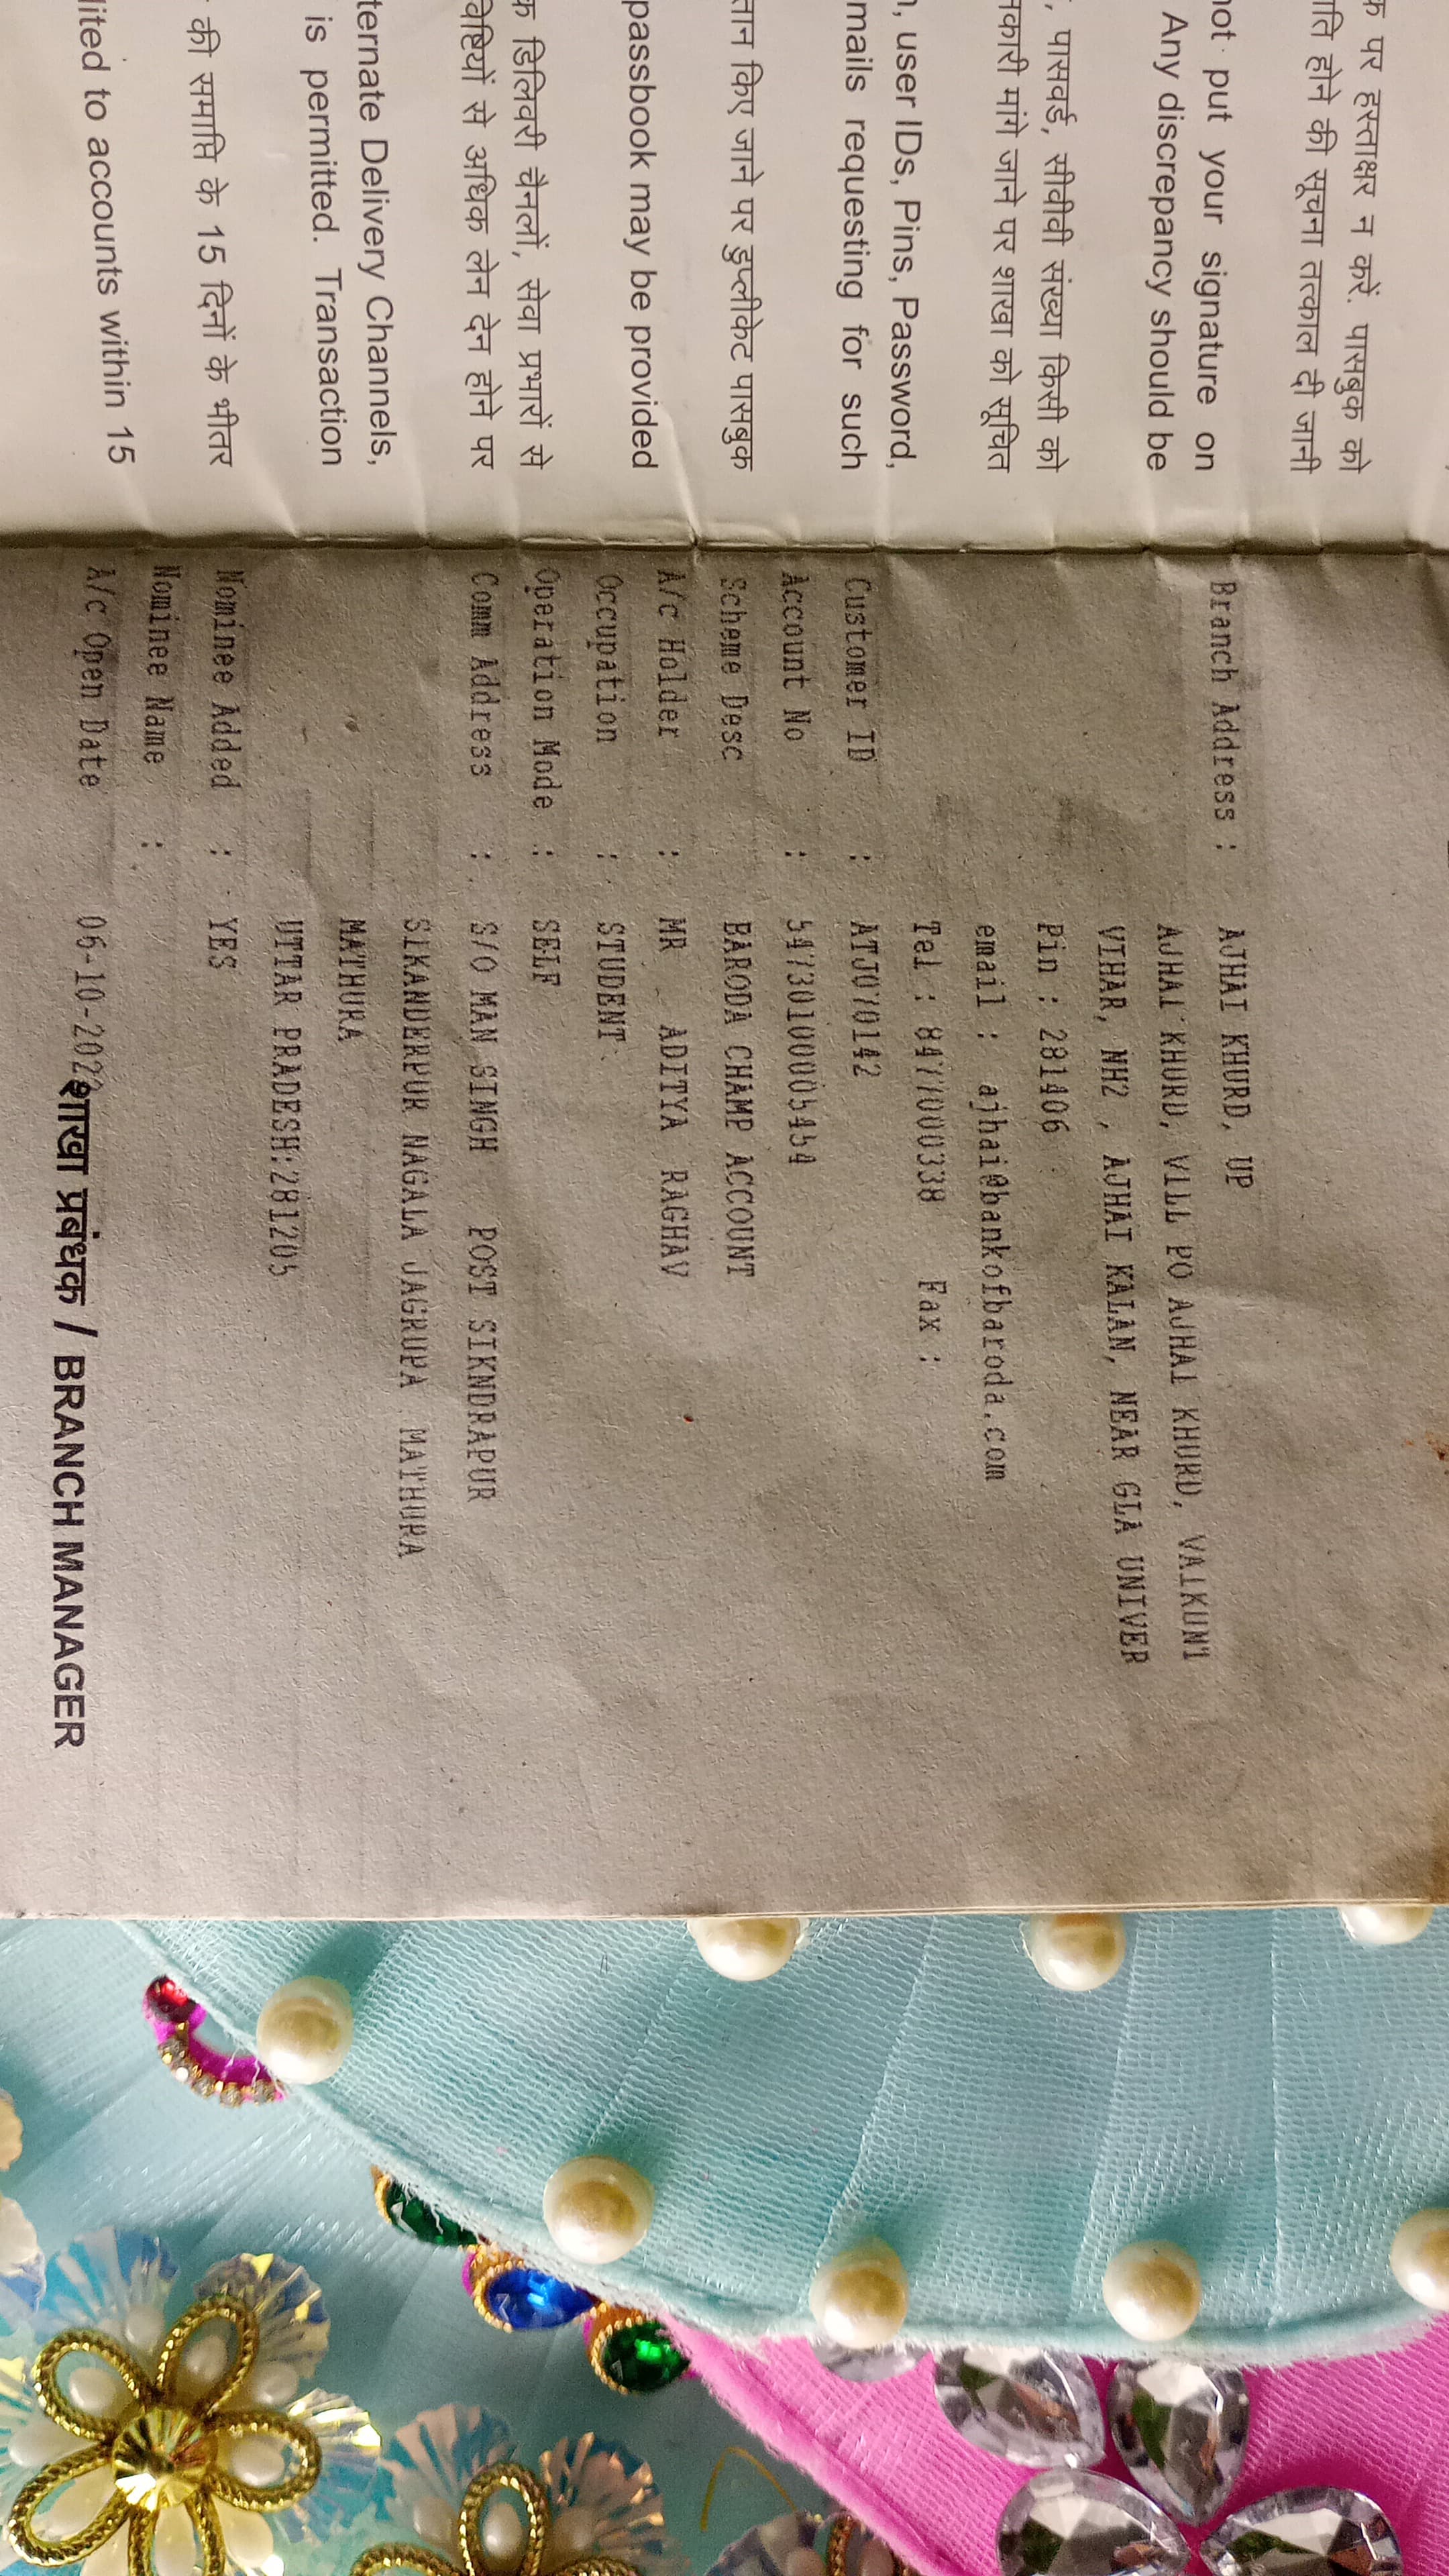 क पर हस्ताक्षर न करें. पासबुक को
गति होने की सूचना तत्काल दी जानी
not put your signature on
Any discrepancy should be
, पासवर्ड, सीवीवी संख्या किसी को
नकारी मांगे जाने पर शाखा को सूचित
n, user IDs, Pins, Password,
mails requesting for such
तान किए जाने पर डुप्लीकेट पासबुक
passbook may be provided
क डिलिवरी चैनलों, सेवा प्रभारों से
वेष्टियों से अधिक लेन देन होने पर
ternate Delivery Channels,
is permitted. Transaction
की समाप्ति के 15 दिनों के भीतर
lited to accounts within 15
Branch Address : AJHAI KHURD, UP
AJHAI KHURD, VILL PO AJHAI KHURD, VAIKUNT
VIHAR, NH2 , AJHAI KALAN, NEAR GLA UNIVER
Pin : 281406
email : ajhai@bankofbaroda.com
Tel : 8477000338 Fax :
Customer ID : ATJ070142
Account No : 54730100005454
Scheme Desc BARODA CHAMP ACCOUNT
A/c Holder : MR ADITYA RAGHAV
Occupation : STUDENT
Operation Mode : SELF
Comm Address : S/O MAN SINGH POST SIKNDRAPUR
SIKANDERPUR NAGALA JAGRUPA MATHURA
MATHURA
UTTAR PRADESH:281205
Nominee Added : YES
Nominee Name :
A/c Open Date 06-10-2022
शाखा प्रबंधक / BRANCH MANAGER